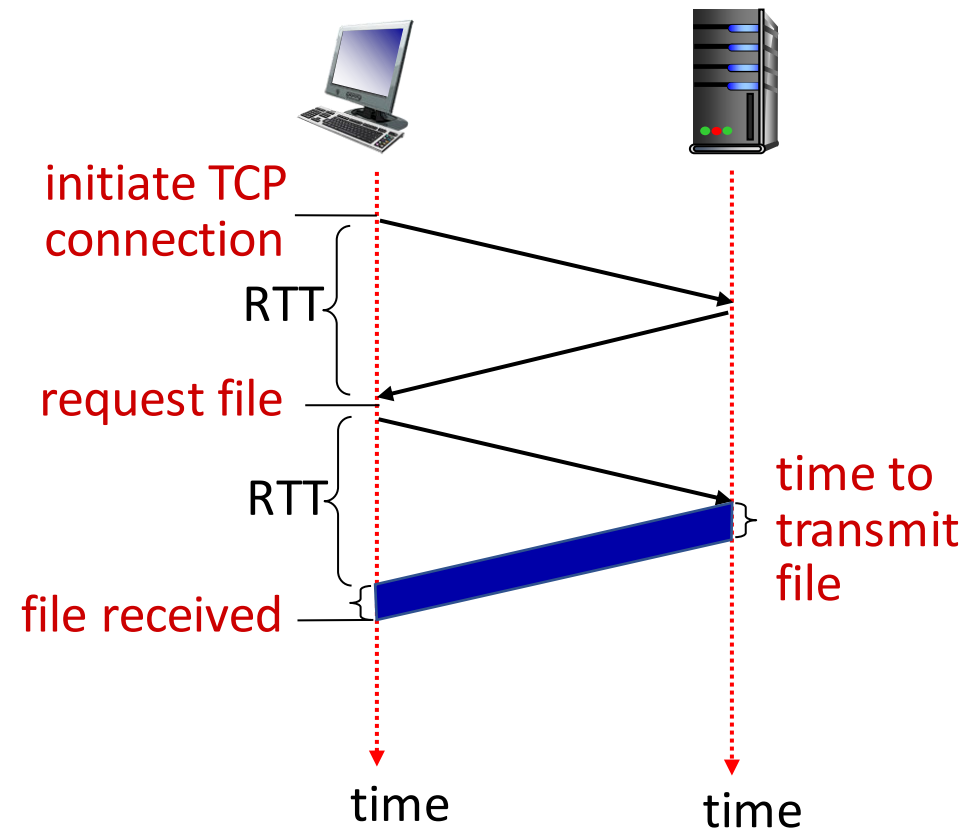 initiate TCP
connection
RTT
request file
RTT
time to
transmit
file
file received
time
time